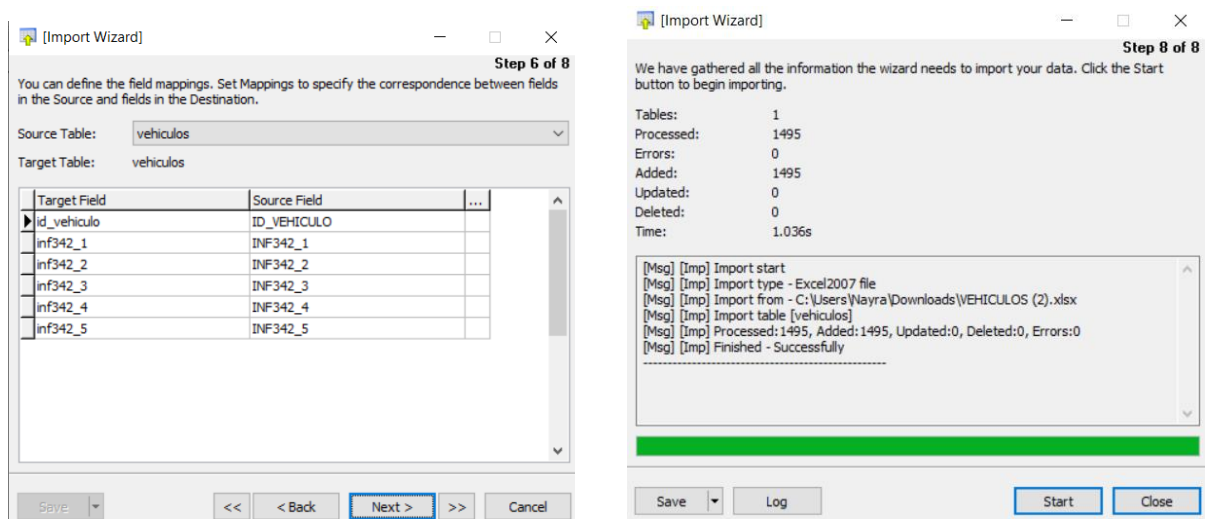 [Import Wizard]
Step 6 of 8
You can define the field mappings. Set Mappings to specify the correspondence between fields
in the Source and fields in the Destination.
Source Table: vehiculos
Target Table: vehiculos
Target Field Source Field ...
id_vehiculo ID_VEHICULO
inf342_1 INF342_1
inf342_2 INF342_2
inf342_3 INF342_3
inf342_4 INF342_4
inf342_5 INF342_5
Save << < Back Next > >> Cancel
[Import Wizard]
Step 8 of 8
We have gathered all the information the wizard needs to import your data. Click the Start
button to begin importing.
Tables: 1
Processed: 1495
Errors: 0
Added: 1495
Updated: 0
Deleted: 0
Time: 1.036s
[Msg] [Imp] Import start
[Msg] [Imp] Import type - Excel2007 file
[Msg] [Imp] Import from - C:\Users\Nayra\Downloads\VEHICULOS (2).xlsx
[Msg] [Imp] Import table [vehiculos]
[Msg] [Imp] Processed:1495, Added:1495, Updated:0, Deleted:0, Errors:0
[Msg] [Imp] Finished - Successfully
--------------------------------------------------
Save Log Start Close